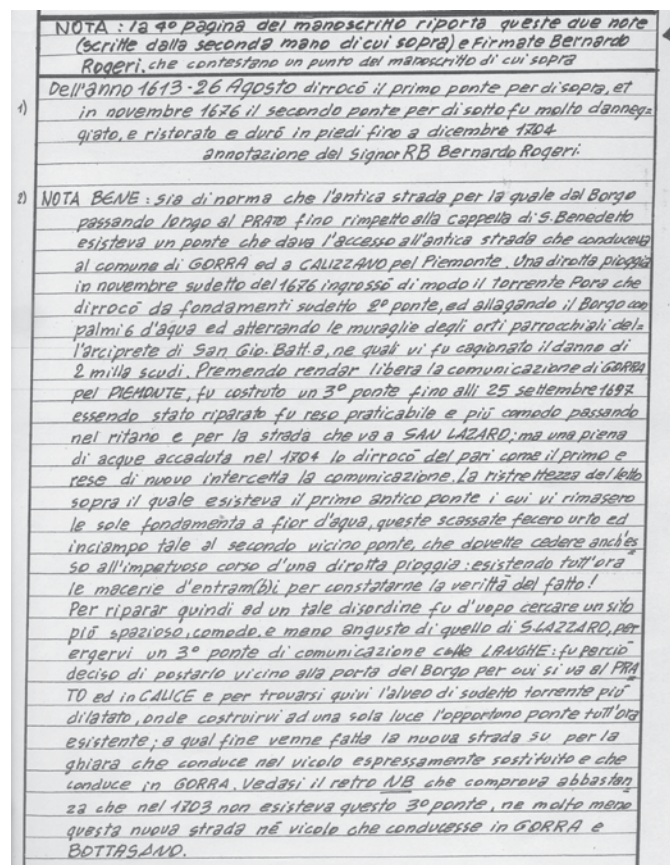 NOTA : la 4º pagina del manoscritto riporta queste due note
(scritte dalla seconda mano di cui sopra) e Firmate Bernardo
Rogeri. che contestano un punto del manoscritto di cui sopra
1) Dell'anno 1613 - 26 Agosto dirrocò il primo ponte per disopra, et
in novembre 1676 il secondo ponte per disotto fu molto danneg=
giato, e ristorato e durò in piedi fino a dicembre 1704
annotazione del Signor RB Bernardo Rogeri.
2) NOTA BENE : sia di norma che l'antica strada per la quale dal Borgo
passando longo al PRATO fino rimpetto alla cappella di S. Benedetto
esisteva un ponte che dava l'accesso all'antica strada che conduceva
al comune di GORRA ed a CALIZZANO pel Piemonte. Una dirotta pioggia
in novembre sudetto del 1676 ingrossò di modo il torrente Pora che
dirrocò da fondamenti sudetto 2º ponte, ed allagando il Borgo con
palmi 6 d'aqua ed atterrando le muraglie degli orti parrocchiali del=
l'arciprete di San Gio. Batt.a, ne quali vi fu cagionato il danno di
2 milla scudi. Premendo rendar libera la comunicazione di GORRA
pel PIEMONTE, fu costruto un 3º ponte fino alli 25 settembre 1697
essendo stato riparato fu reso praticabile e più comodo passando
nel ritano e per la strada che va a SAN LAZARO; ma una piena
di acque accaduta nel 1704 lo dirrocò del pari come il primo e
rese di nuovo intercetta la comunicazione. La ristrettezza del letto
sopra il quale esisteva il primo antico ponte i cui vi rimasero
le sole fondamenta a fior d'aqua, queste scassate fecero urto ed
inciampo tale al secondo vicino ponte, che dovette cedere anch'es
so all'impetuoso corso d'una dirotta pioggia : esistendo tutt'ora
le macerie d'entram(b)i per constatarne la verittà del fatto !
Per riparar quindi ad un tale disordine fu d'uopo cercare un sito
più spazioso, comodo, e meno angusto di quello di S. LAZZARO, per
ergervi un 3º ponte di comunicazione colle LANGHE : fu perciò
deciso di postarlo vicino alla porta del Borgo per cui si va al PRA
TO ed in CALICE e per trovarsi quivi l'alveo di sudetto torrente più
dilatato, onde costruirvi ad una sola luce l'opportuno ponte tutt'ora
esistente ; a qual fine venne fatta la nuova strada su per la
ghiara che conduce nel vicolo espressamente sostituito e che
conduce in GORRA. Vedasi il retro NB che comprova abbastan
za che nel 1703 non esisteva questo 3º ponte, ne molto meno
questa nuova strada né vicolo che conducesse in GORRA e
BOTTASANO.